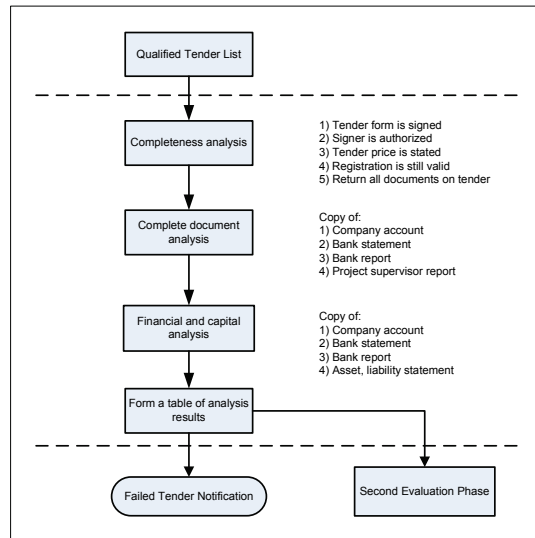 Qualified Tender List
Completeness analysis
1) Tender form is signed
2) Signer is authorized
3) Tender price is stated
4) Registration is still valid
5) Return all documents on tender
Complete document
analysis
Copy of:
1) Company account
2) Bank statement
3) Bank report
4) Project supervisor report
Financial and capital
analysis
Copy of:
1) Company account
2) Bank statement
3) Bank report
4) Asset, liability statement
Form a table of analysis
results
Failed Tender Notification
Second Evaluation Phase